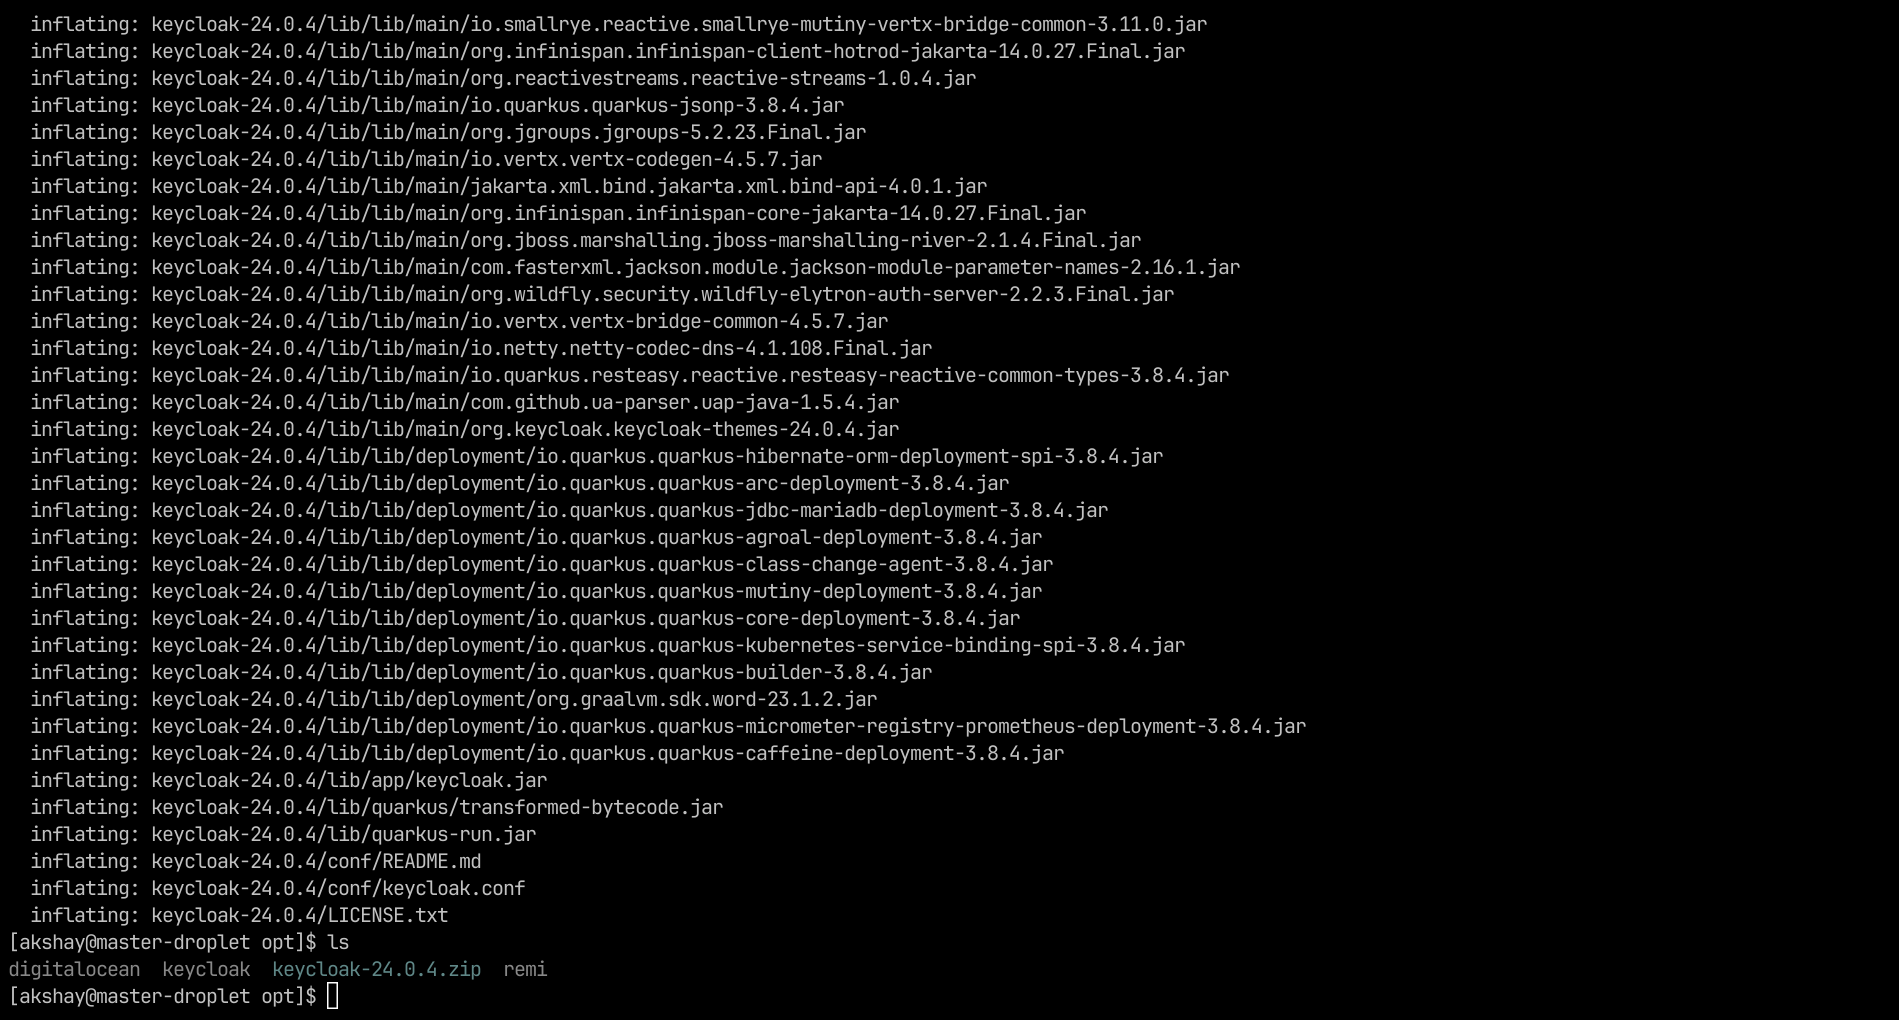 inflating: keycloak-24.0.4/lib/lib/main/io.smallrye.reactive.smallrye-mutiny-vertx-bridge-common-3.11.0.jar
inflating: keycloak-24.0.4/lib/lib/main/org.infinispan.infinispan-client-hotrod-jakarta-14.0.27.Final.jar
inflating: keycloak-24.0.4/lib/lib/main/org.reactivestreams.reactive-streams-1.0.4.jar
inflating: keycloak-24.0.4/lib/lib/main/io.quarkus.quarkus-jsonp-3.8.4.jar
inflating: keycloak-24.0.4/lib/lib/main/org.jgroups.jgroups-5.2.23.Final.jar
inflating: keycloak-24.0.4/lib/lib/main/io.vertx.vertx-codegen-4.5.7.jar
inflating: keycloak-24.0.4/lib/lib/main/jakarta.xml.bind.jakarta.xml.bind-api-4.0.1.jar
inflating: keycloak-24.0.4/lib/lib/main/org.infinispan.infinispan-core-jakarta-14.0.27.Final.jar
inflating: keycloak-24.0.4/lib/lib/main/org.jboss.marshalling.jboss-marshalling-river-2.1.4.Final.jar
inflating: keycloak-24.0.4/lib/lib/main/com.fasterxml.jackson.module.jackson-module-parameter-names-2.16.1.jar
inflating: keycloak-24.0.4/lib/lib/main/org.wildfly.security.wildfly-elytron-auth-server-2.2.3.Final.jar
inflating: keycloak-24.0.4/lib/lib/main/io.vertx.vertx-bridge-common-4.5.7.jar
inflating: keycloak-24.0.4/lib/lib/main/io.netty.netty-codec-dns-4.1.108.Final.jar
inflating: keycloak-24.0.4/lib/lib/main/io.quarkus.resteasy.reactive.resteasy-reactive-common-types-3.8.4.jar
inflating: keycloak-24.0.4/lib/lib/main/com.github.ua-parser.uap-java-1.5.4.jar
inflating: keycloak-24.0.4/lib/lib/main/org.keycloak.keycloak-themes-24.0.4.jar
inflating: keycloak-24.0.4/lib/lib/deployment/io.quarkus.quarkus-hibernate-orm-deployment-spi-3.8.4.jar
inflating: keycloak-24.0.4/lib/lib/deployment/io.quarkus.quarkus-arc-deployment-3.8.4.jar
inflating: keycloak-24.0.4/lib/lib/deployment/io.quarkus.quarkus-jdbc-mariadb-deployment-3.8.4.jar
inflating: keycloak-24.0.4/lib/lib/deployment/io.quarkus.quarkus-agroal-deployment-3.8.4.jar
inflating: keycloak-24.0.4/lib/lib/deployment/io.quarkus.quarkus-class-change-agent-3.8.4.jar
inflating: keycloak-24.0.4/lib/lib/deployment/io.quarkus.quarkus-mutiny-deployment-3.8.4.jar
inflating: keycloak-24.0.4/lib/lib/deployment/io.quarkus.quarkus-core-deployment-3.8.4.jar
inflating: keycloak-24.0.4/lib/lib/deployment/io.quarkus.quarkus-kubernetes-service-binding-spi-3.8.4.jar
inflating: keycloak-24.0.4/lib/lib/deployment/io.quarkus.quarkus-builder-3.8.4.jar
inflating: keycloak-24.0.4/lib/lib/deployment/org.graalvm.sdk.word-23.1.2.jar
inflating: keycloak-24.0.4/lib/lib/deployment/io.quarkus.quarkus-micrometer-registry-prometheus-deployment-3.8.4.jar
inflating: keycloak-24.0.4/lib/lib/deployment/io.quarkus.quarkus-caffeine-deployment-3.8.4.jar
inflating: keycloak-24.0.4/lib/app/keycloak.jar
inflating: keycloak-24.0.4/lib/quarkus/transformed-bytecode.jar
inflating: keycloak-24.0.4/lib/quarkus-run.jar
inflating: keycloak-24.0.4/conf/README.md
inflating: keycloak-24.0.4/conf/keycloak.conf
inflating: keycloak-24.0.4/LICENSE.txt
[akshay@master-droplet opt]$ ls
digitalocean  keycloak  keycloak-24.0.4.zip  remi
[akshay@master-droplet opt]$